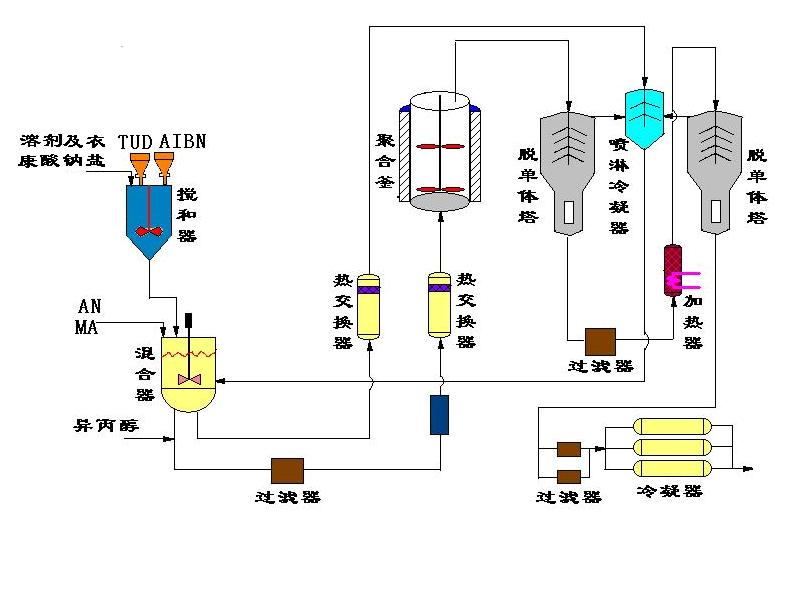 溶剂及衣
康酸钠盐
TUD
AIBN
搅和器
AN
MA
混合器
异丙醇
过滤器
热交换器
热交换器
聚合釜
脱单体塔
喷淋冷凝器
脱单体塔
加热器
过滤器
过滤器
冷凝器